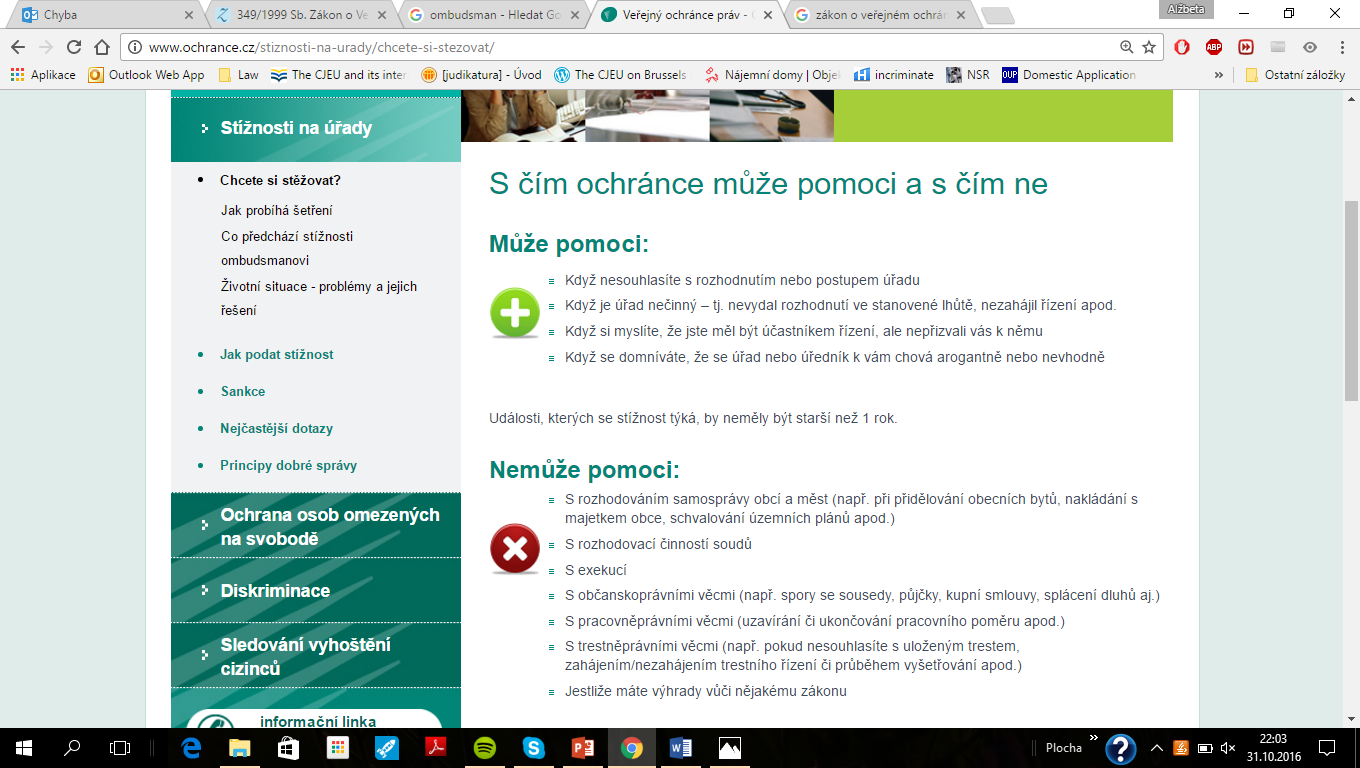 Alžbeta
Chyba
349/1999 Sb. Zákon o Ve
ombudsman - Hledat Goo
Veřejný ochránce práv - O
zákon o veřejném ochrán
www.ochrance.cz/stiznosti-na-urady/chcete-si-stezovat/
ABP
Aplikace
Outlook Web App
Law
The CJEU and its inter
[judikatura] - Úvod
The CJEU on Brussels
Nájemní domy | Objek
incriminate
NSR
OUP
Domestic Application
»
Ostatní záložky
Stížnosti na úřady
Chcete si stěžovat?
Jak probíhá šetření
Co předchází stížnosti
ombudsmanovi
Životní situace - problémy a jejich
řešení
Jak podat stížnost
Sankce
Nejčastější dotazy
Principy dobré správy
Ochrana osob omezených
na svobodě
Diskriminace
Sledování vyhoštění
cizinců
informační linka
S čím ochránce může pomoci a s čím ne
Může pomoci:
Když nesouhlasíte s rozhodnutím nebo postupem úřadu
Když je úřad nečinný – tj. nevydal rozhodnutí ve stanovené lhůtě, nezahájil řízení apod.
Když si myslíte, že jste měl být účastníkem řízení, ale nepřizvali vás k němu
Když se domníváte, že se úřad nebo úředník k vám chová arogantně nebo nevhodně
Události, kterých se stížnost týká, by neměly být starší než 1 rok.
Nemůže pomoci:
S rozhodováním samosprávy obcí a měst (např. při přidělování obecních bytů, nakládání s
majetkem obce, schvalování územních plánů apod.)
S rozhodovací činností soudů
S exekucí
S občanskoprávními věcmi (např. spory se sousedy, půjčky, kupní smlouvy, splácení dluhů aj.)
S pracovněprávními věcmi (uzavírání či ukončování pracovního poměru apod.)
S trestněprávními věcmi (např. pokud nesouhlasíte s uloženým trestem,
zahájením/nezahájením trestního řízení či průběhem vyšetřování apod.)
Jestliže máte výhrady vůči nějakému zákonu
Plocha
»
22:03
31.10.2016